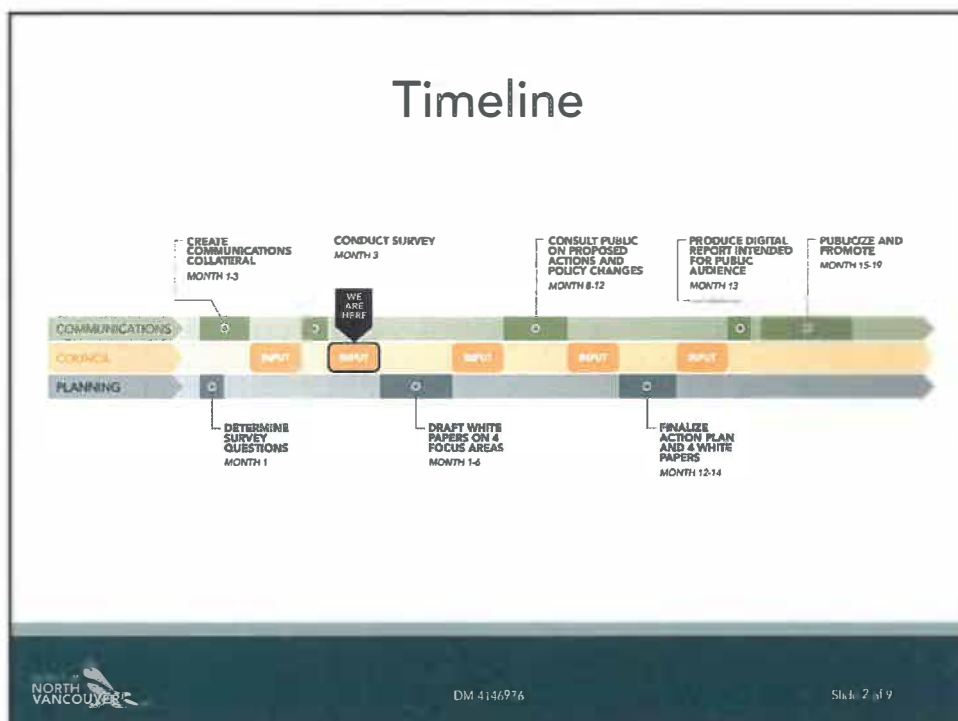 Timeline
CREATE
COMMUNICATIONS
COLLATERAL
MONTH 1-3
CONDUCT SURVEY
MONTH 3
CONSULT PUBLIC
ON PROPOSED
ACTIONS AND
POLICY CHANGES
MONTH 8-12
PRODUCE DIGITAL
REPORT INTENDED
FOR PUBLIC
AUDIENCE
MONTH 13
PUBLICIZE AND
PROMOTE
MONTH 15-19
WE
ARE
HERE
COMMUNICATIONS
COUNCIL
INPUT
INPUT
INPUT
INPUT
INPUT
PLANNING
DETERMINE
SURVEY
QUESTIONS
MONTH 1
DRAFT WHITE
PAPERS ON 4
FOCUS AREAS
MONTH 1-6
FINALIZE
ACTION PLAN
AND 4 WHITE
PAPERS
MONTH 12-14
NORTH
VANCOUVER
DM 4146976
Slide 2 of 9